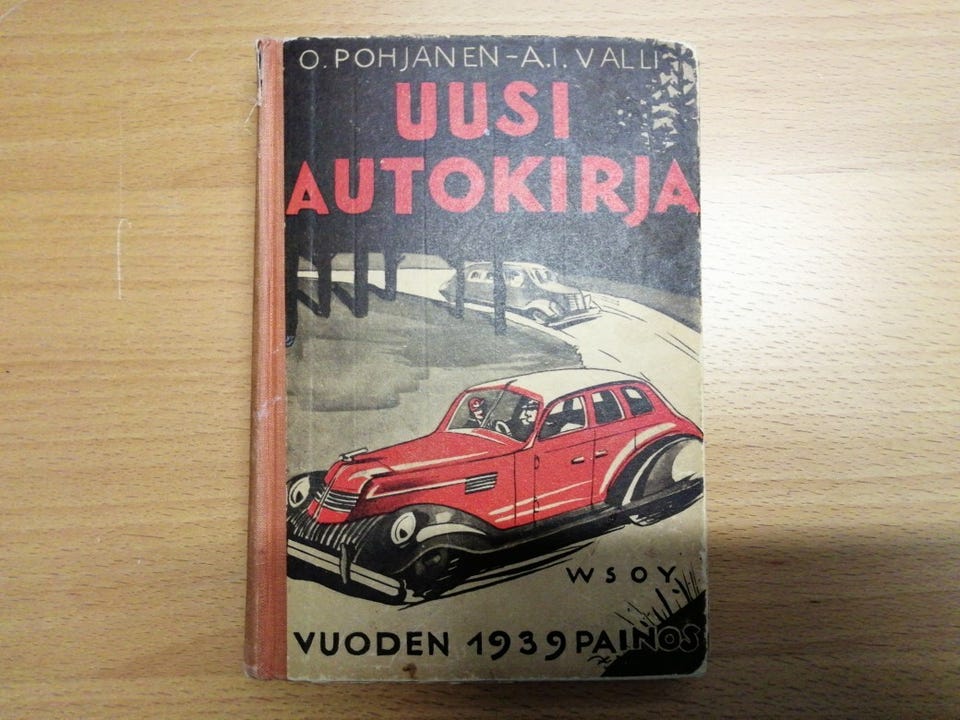 O. POHJANEN-A.I. VALLI
UUSI
AUTOKIRJA
WSOY
VUODEN 1939 PAINOS